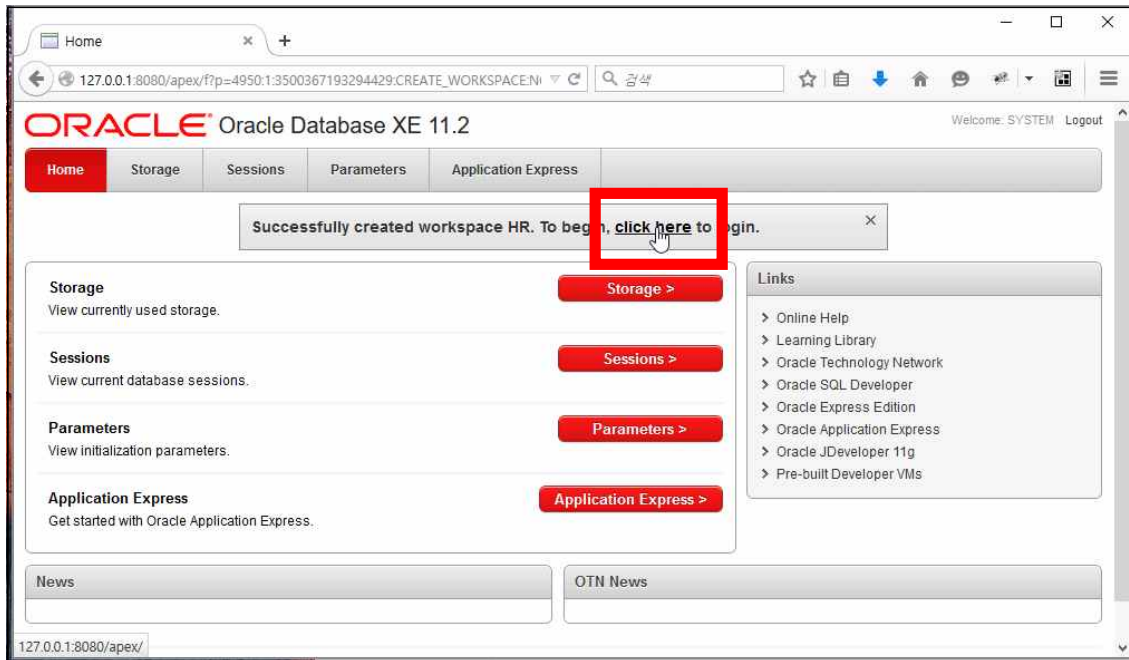 Home
127.0.0.1:8080/apex/f?p=4950:1:3500367193294429:CREATE_WORKSPACE:N
검색
ORACLE Oracle Database XE 11.2
Welcome: SYSTEM Logout
Home Storage Sessions Parameters Application Express
Successfully created workspace HR. To begin, click here to login.
Storage
View currently used storage.
Storage >
Sessions
View current database sessions.
Sessions >
Parameters
View initialization parameters.
Parameters >
Application Express
Get started with Oracle Application Express.
Application Express >
Links
Online Help
Learning Library
Oracle Technology Network
Oracle SQL Developer
Oracle Express Edition
Oracle Application Express
Oracle JDeveloper 11g
Pre-built Developer VMs
News
OTN News
127.0.0.1:8080/apex/